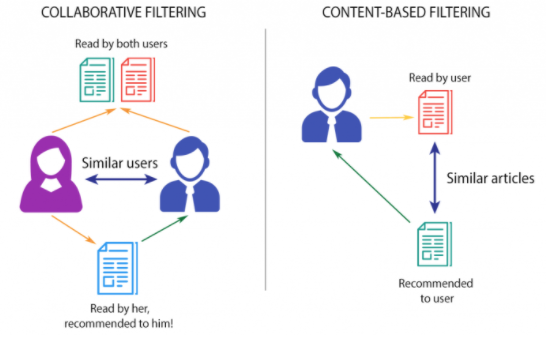 COLLABORATIVE FILTERING
Read by both users
Similar users
Read by her,
recommended to him!
CONTENT-BASED FILTERING
Read by user
Similar articles
Recommended
to user